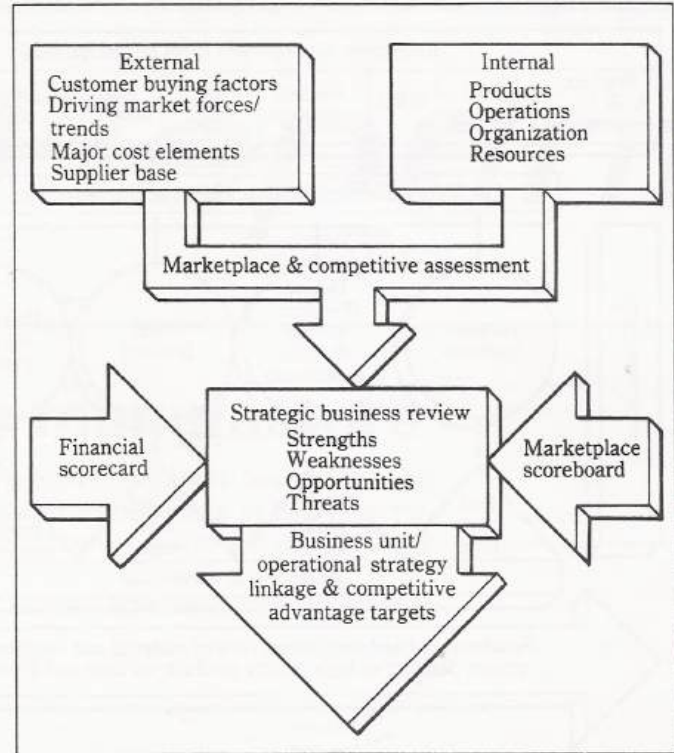 External
Customer buying factors
Driving market forces/
trends
Major cost elements
Supplier base
Internal
Products
Operations
Organization
Resources
Marketplace & competitive assessment
Financial
scorecard
Strategic business review
Strengths
Weaknesses
Opportunities
Threats
Marketplace
scoreboard
Business unit/
operational strategy
linkage & competitive
advantage targets